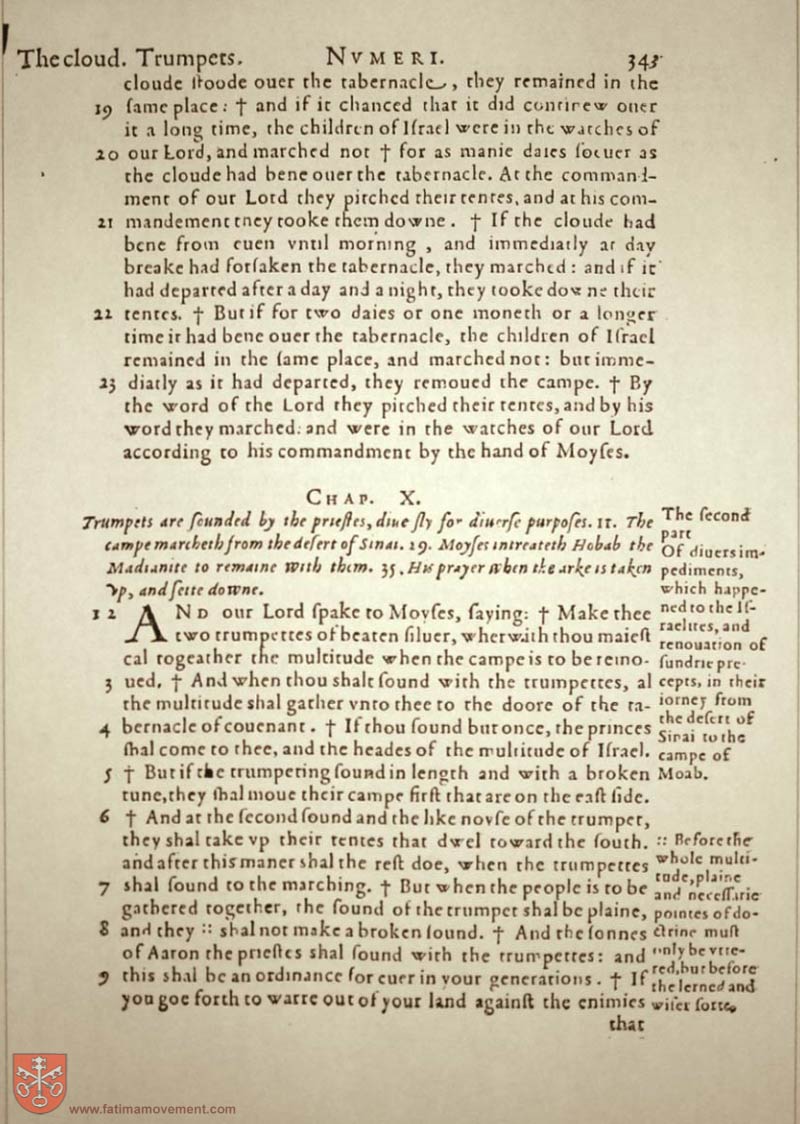 The cloud. Trumpets. NVMERI. 343
cloude ſtoode ouer the tabernacle, they remained in the
19 ſame place: † and if it chanced that it did continew ouer
it a long time, the children of Iſrael were in the watches of
20 our Lord, and marched not † for as manie daies ſoeuer as
the cloude had bene ouer the tabernacle. At the command-
ment of our Lord they pitched their tentes, and at his com-
21 mandement they tooke them downe. † If the cloude had
bene from euen vntil morning, and immediatly at day
breake had forſaken the tabernacle, they marched: and if it
had departed after a day and a night, they tooke downe their
22 tentes. † But if for two daies or one moneth or a longer
time it had bene ouer the tabernacle, the children of Iſrael
remained in the ſame place, and marched not: but imme-
23 diatly as it had departed, they remoued the campe. † By
the word of the Lord they pitched their tentes, and by his
word they marched: and were in the watches of our Lord
according to his commandment by the hand of Moyſes.
CHAP. X.
Trumpets are ſounded by the prieſtes, diueſly for diuerſe purpoſes. 11. The
campe marcheth from the deſert of Sinai. 29. Moyſes intreateth Hobab the
Madianite to remaine with them. 35. His prayer when the arke is taken
vp, and ſette downe.
1 2 AND our Lord ſpake to Moyſes, ſaying: † Make thee
two trumpettes of beaten ſiluer, wherwith thou maieſt
cal togeather the multitude when the campe is to be remo-
3 ued. † And when thou shalt ſound with the trumpettes, al
the multitude shal gather vnto thee to the doore of the ta-
4 bernacle of couenant. † If thou ſound but once, the princes
ſhal come to thee, and the heades of the multitude of Iſrael.
5 † But if the trumpeting ſound in length and with a broken
tune, they ſhal moue their campe firſt that are on the eaſt ſide.
6 † And at the ſecond ſound and the like noyſe of the trumpet,
they shal take vp their tentes that dwel toward the ſouth.
and after this maner shal the reſt doe, when the trumpettes
7 shal ſound to the marching. † But when the people is to be
gathered together, the ſound of the trumpet shal be plaine,
8 and they :: shal not make a broken ſound. † And the ſonnes
of Aaron the prieſtes shal ſound with the trumpettes: and
9 this shal be an ordinance for euer in your generations. † If
you goe forth to warre out of your land againſt the enimies
that
The ſecond
part
Of diuers im-
pediments,
which happe-
ned to the Iſ-
raelites, and
renouation of
ſundrie pre-
cepts, in their
iorney from
the deſert of
Sinai to the
campe of
Moab.
:: Before the
whole multi-
tude, plaine
and neceſſarie
pointes of do-
ctrine muſt
only be vtte-
red, but before
the lerned and
wiſer ſorte,
www.fatimamovement.com